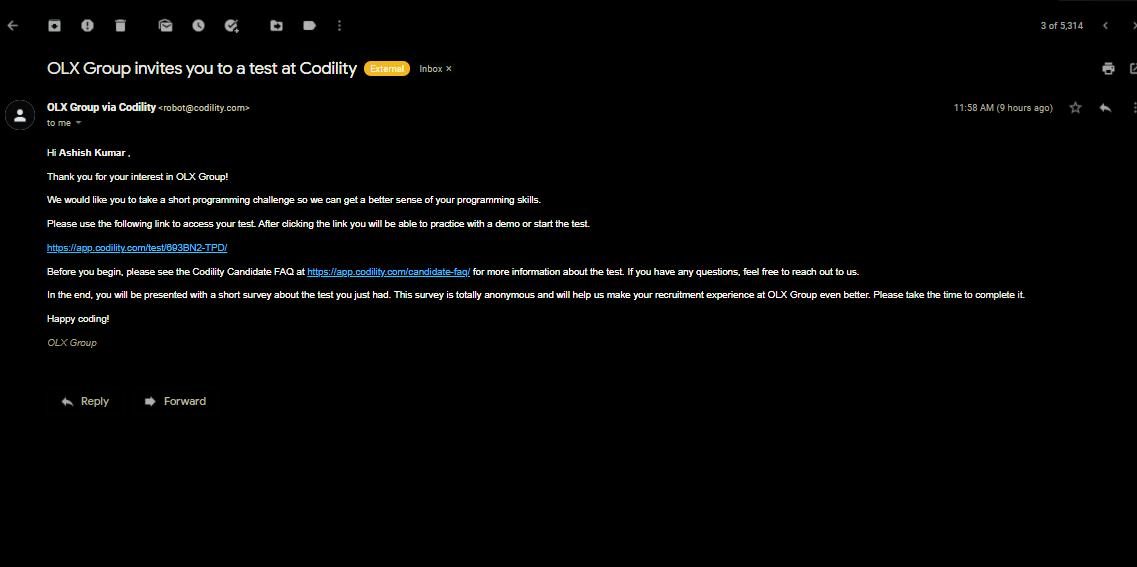 3 of 5,314
OLX Group invites you to a test at Codility External Inbox ×
OLX Group via Codility <robot@codility.com> 11:58 AM (9 hours ago)
to me
Hi Ashish Kumar ,
Thank you for your interest in OLX Group!
We would like you to take a short programming challenge so we can get a better sense of your programming skills.
Please use the following link to access your test. After clicking the link you will be able to practice with a demo or start the test.
https://app.codility.com/test/693BN2-TPD/
Before you begin, please see the Codility Candidate FAQ at https://app.codility.com/candidate-faq/ for more information about the test. If you have any questions, feel free to reach out to us.
In the end, you will be presented with a short survey about the test you just had. This survey is totally anonymous and will help us make your recruitment experience at OLX Group even better. Please take the time to complete it.
Happy coding!
OLX Group
Reply Forward